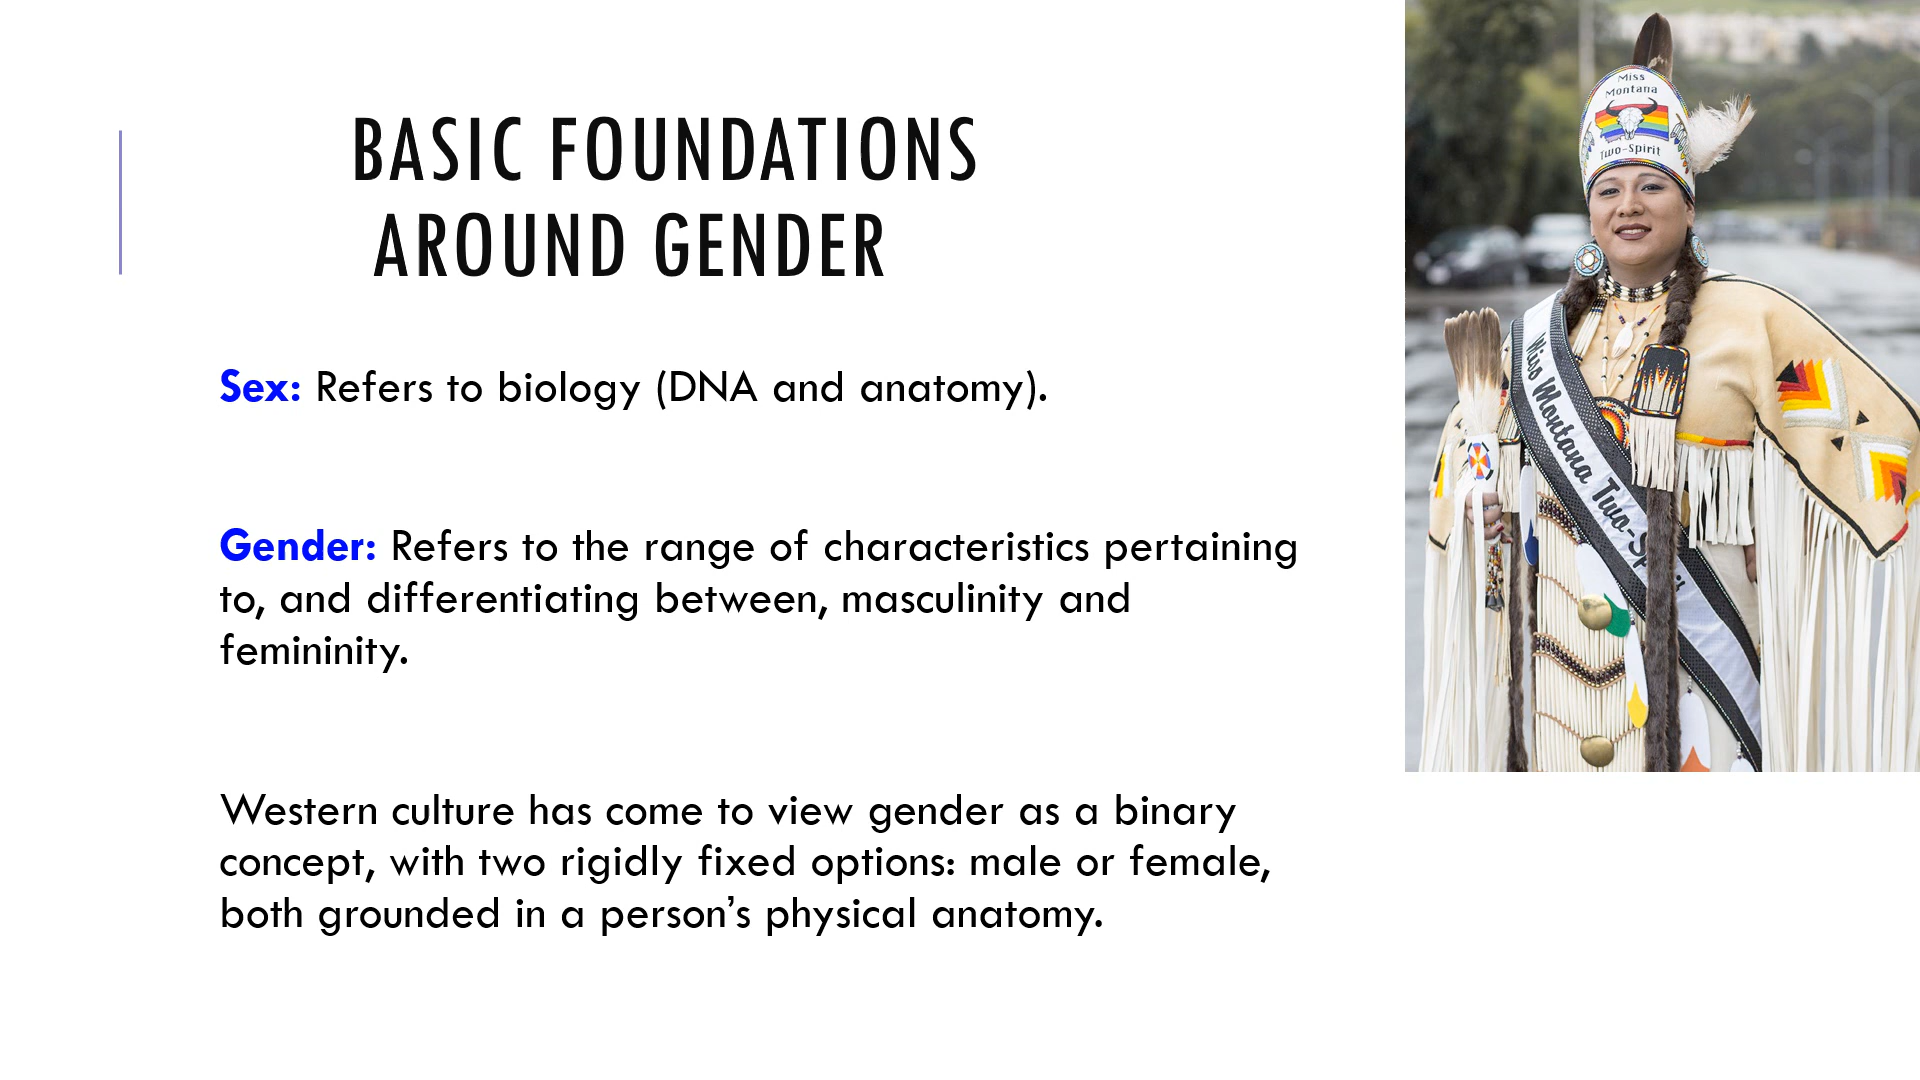 BASIC FOUNDATIONS
AROUND GENDER
Sex: Refers to biology (DNA and anatomy).
Gender: Refers to the range of characteristics pertaining
to, and differentiating between, masculinity and
femininity.
Western culture has come to view gender as a binary
concept, with two rigidly fixed options: male or female,
both grounded in a person’s physical anatomy.
Miss
Montana
Two-Spirit
Miss Montana Two-Spirit